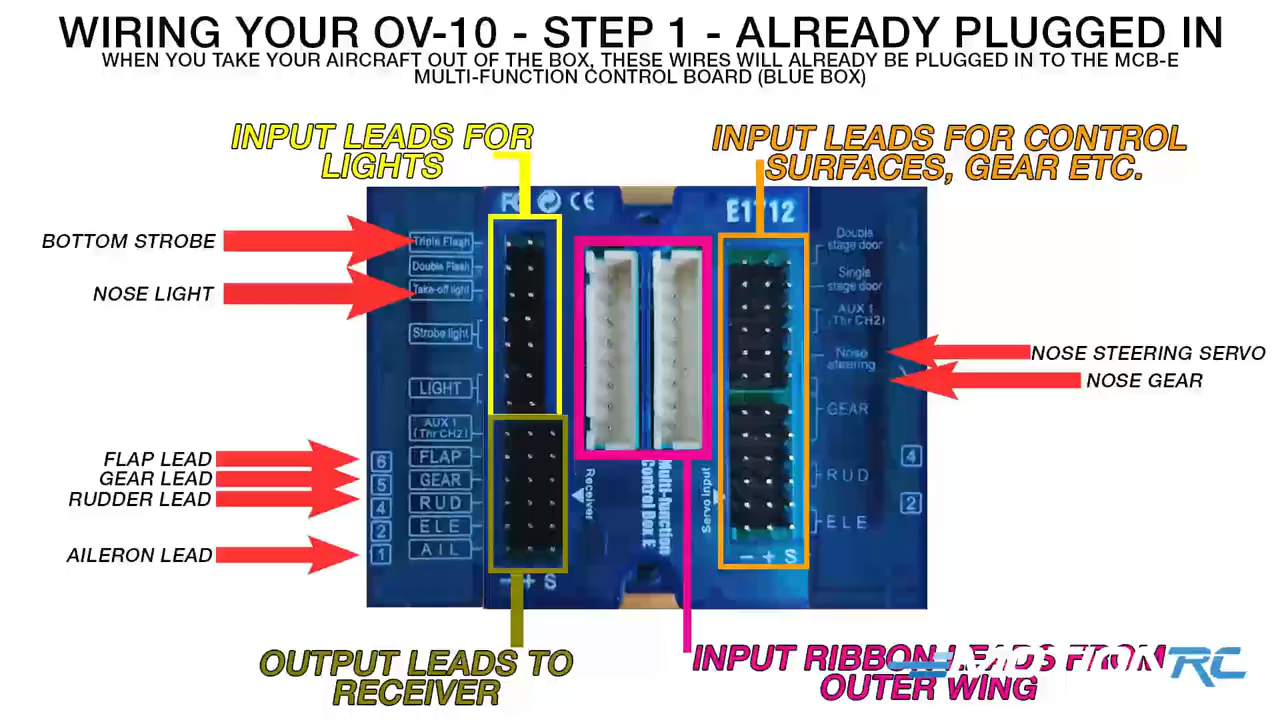 WIRING YOUR OV-10 - STEP 1 - ALREADY PLUGGED IN
WHEN YOU TAKE YOUR AIRCRAFT OUT OF THE BOX, THESE WIRES WILL ALREADY BE PLUGGED IN TO THE MCB-E
MULTI-FUNCTION CONTROL BOARD (BLUE BOX)
INPUT LEADS FOR
LIGHTS
INPUT LEADS FOR CONTROL
SURFACES, GEAR ETC.
CE
E1712
BOTTOM STROBE
Triple Flash
Double Flash
NOSE LIGHT
Take-off light
Strobe light
LIGHT
AUX 1
(Thr CH2)
FLAP LEAD
6
FLAP
GEAR LEAD
5
GEAR
RUDDER LEAD
4
RUD
2
ELE
AILERON LEAD
1
AIL
- + S
Receiver
Multi-function
Control Box E
Servo Input
Double
stage door
Single
stage door
AUX 1
(Thr CH2)
Nose
steering
NOSE STEERING SERVO
NOSE GEAR
GEAR
RUD
4
ELE
2
- + S
OUTPUT LEADS TO
RECEIVER
INPUT RIBBON LEADS FROM
OUTER WING
RC